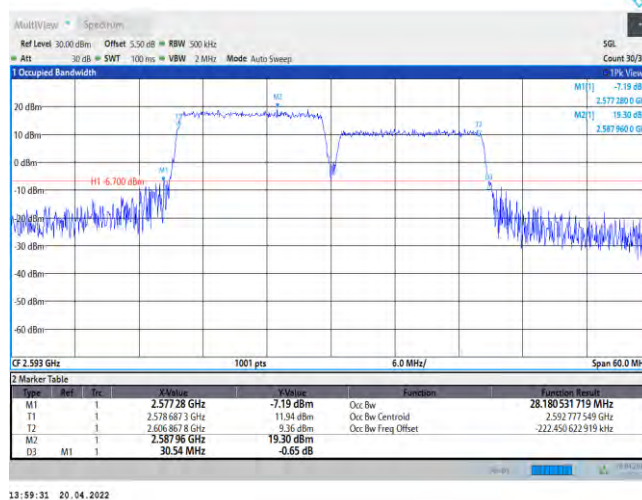 MultiView Spectrum
Ref Level 30.00 dBm Offset 5.50 dB RBW 500 kHz SGL
Att 30 dB SWT 100 ms VBW 2 MHz Mode Auto Sweep Count 30/3
1 Occupied Bandwidth 1Pk View
M1[1] -7.19 dB
2.577 280 0 G
M2[1] 19.30 dB
2.587 960 0 G
M2
20 dBm
T1
T2
10 dBm
0 dBm
M1
D3
H1 -6.700 dBm
-10 dBm
-20 dBm
-30 dBm
-40 dBm
-50 dBm
-60 dBm
CF 2.593 GHz 1001 pts 6.0 MHz/ Span 60.0 MH
2 Marker Table
Type Ref Trc X-Value Y-Value Function Function Result
M1 1 2.577 28 GHz -7.19 dBm Occ Bw 28.180 531 719 MHz
T1 1 2.578 687 3 GHz 11.94 dBm Occ Bw Centroid 2.592 777 549 GHz
T2 1 2.606 867 8 GHz 9.36 dBm Occ Bw Freq Offset -222.450 622 919 kHz
M2 1 2.587 96 GHz 19.30 dBm
D3 M1 1 30.54 MHz -0.65 dB
13:59:31 20.04.2022